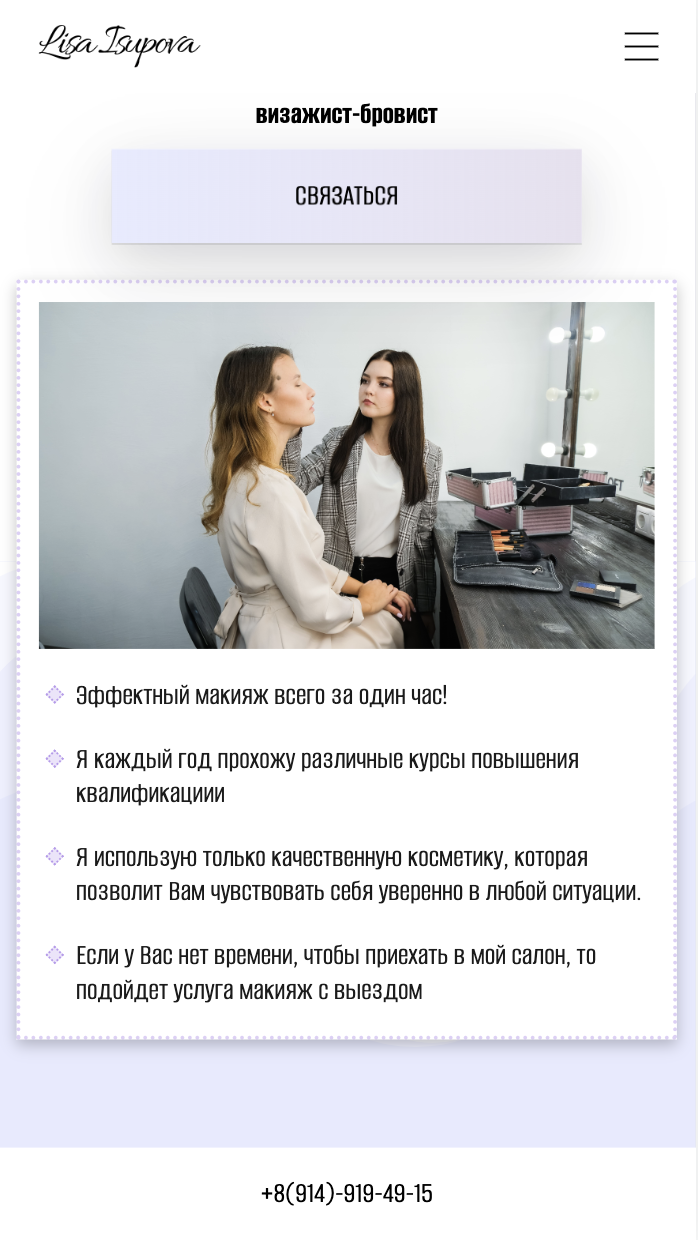 Lisa Isupova
визажист-бровист
СВЯЗАТЬСЯ
Эффектный макияж всего за один час!
Я каждый год прохожу различные курсы повышения
квалификациии
Я использую только качественную косметику, которая
позволит Вам чувствовать себя уверенно в любой ситуации.
Если у Вас нет времени, чтобы приехать в мой салон, то
подойдет услуга макияж с выездом
+8(914)-919-49-15